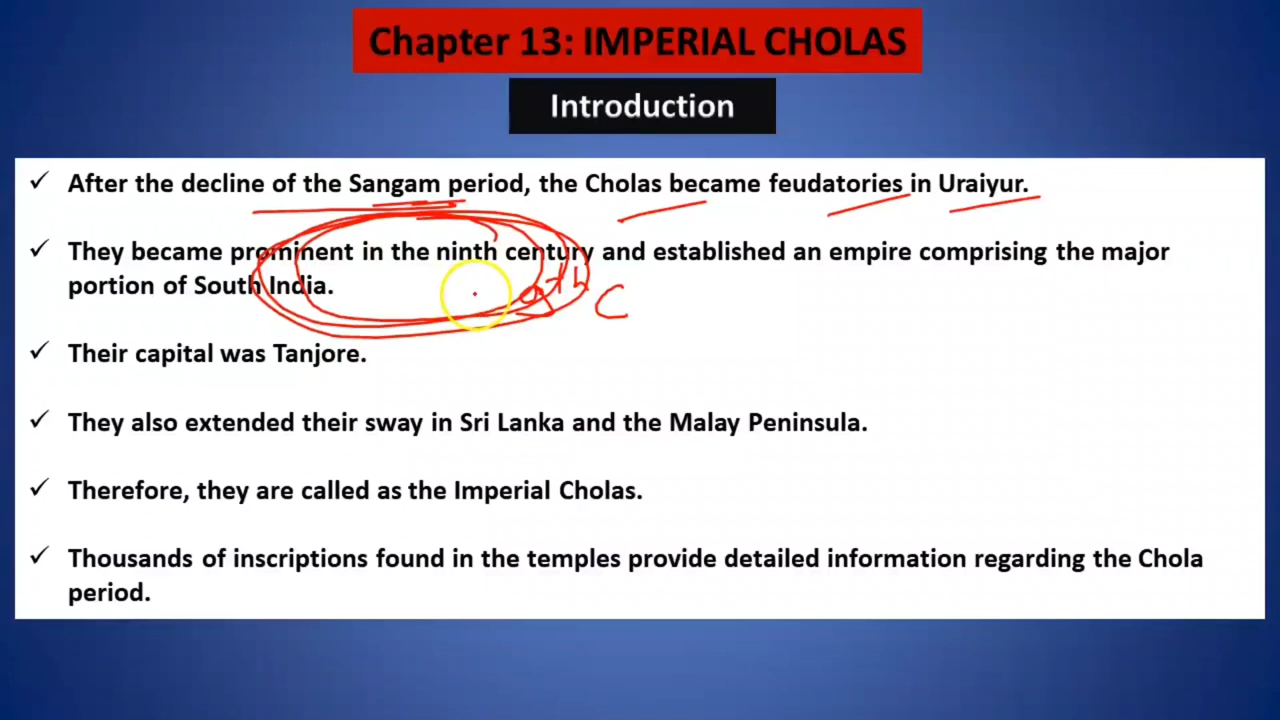 Chapter 13: IMPERIAL CHOLAS
Introduction
✓ After the decline of the Sangam period, the Cholas became feudatories in Uraiyur.
✓ They became prominent in the ninth century and established an empire comprising the major
portion of South India.
9th C
✓ Their capital was Tanjore.
✓ They also extended their sway in Sri Lanka and the Malay Peninsula.
✓ Therefore, they are called as the Imperial Cholas.
✓ Thousands of inscriptions found in the temples provide detailed information regarding the Chola
period.